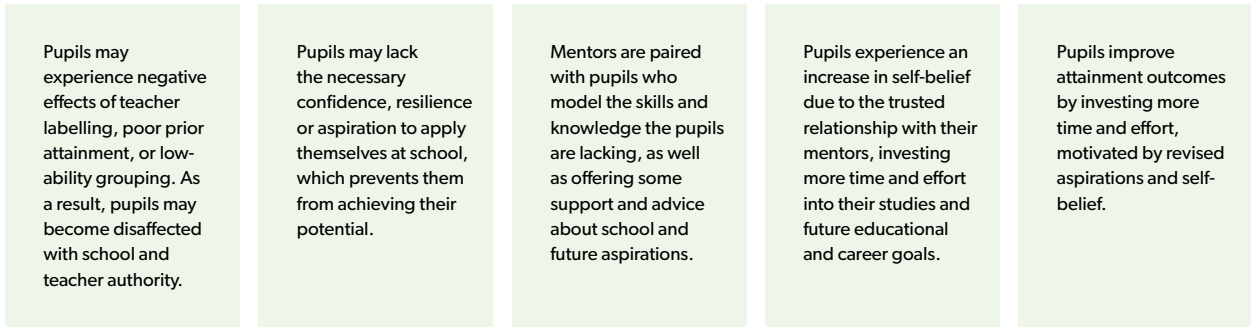 Pupils may
experience negative
effects of teacher
labelling, poor prior
attainment, or low-
ability grouping. As
a result, pupils may
become disaffected
with school and
teacher authority.
Pupils may lack
the necessary
confidence, resilience
or aspiration to apply
themselves at school,
which prevents them
from achieving their
potential.
Mentors are paired
with pupils who
model the skills and
knowledge the pupils
are lacking, as well
as offering some
support and advice
about school and
future aspirations.
Pupils experience an
increase in self-belief
due to the trusted
relationship with their
mentors, investing
more time and effort
into their studies and
future educational
and career goals.
Pupils improve
attainment outcomes
by investing more
time and effort,
motivated by revised
aspirations and self-
belief.